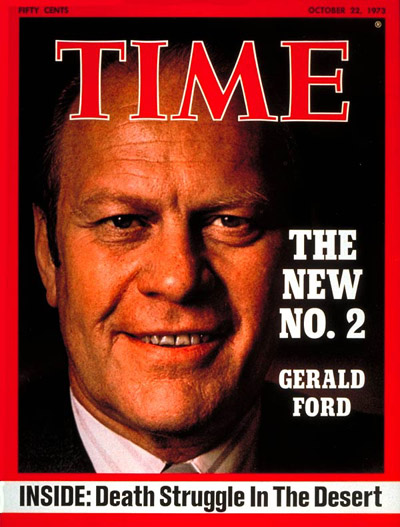 FIFTY CENTS
OCTOBER 22, 1973
TIME
®
THE
NEW
NO. 2
GERALD
FORD
INSIDE: Death Struggle In The Desert